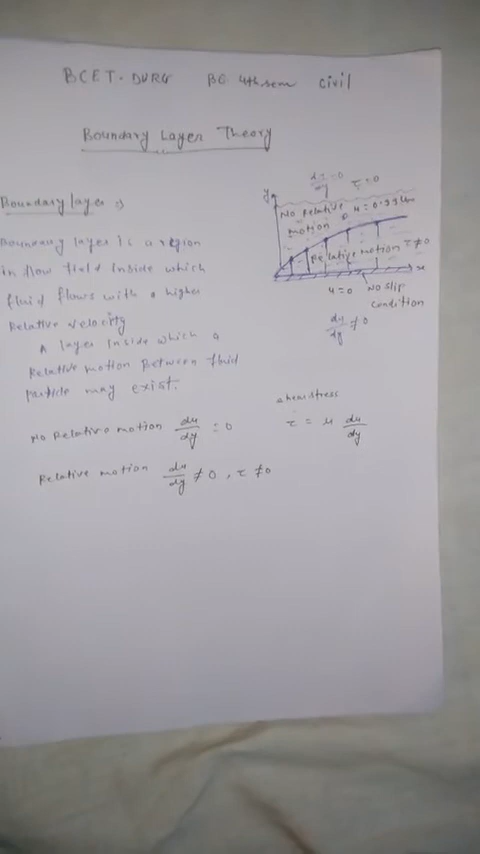 BCET. DURG BE 4th sem civil
Boundary Layer Theory
Boundary layer ⇒
Boundary layer is a region
in flow field inside which
fluid flows with a higher
Relative velocity
A layer inside which a
Relative motion Between fluid
particle may exist.
No Relative motion du/dy = 0
Relative motion du/dy ≠ 0, τ ≠ 0
du/dy = 0 τ = 0
y
No Relative u = 0.99 U∞
motion
Relative motion τ ≠ 0
x
u = 0 No slip
condition
du/dy ≠ 0
shear stress
τ = μ du/dy